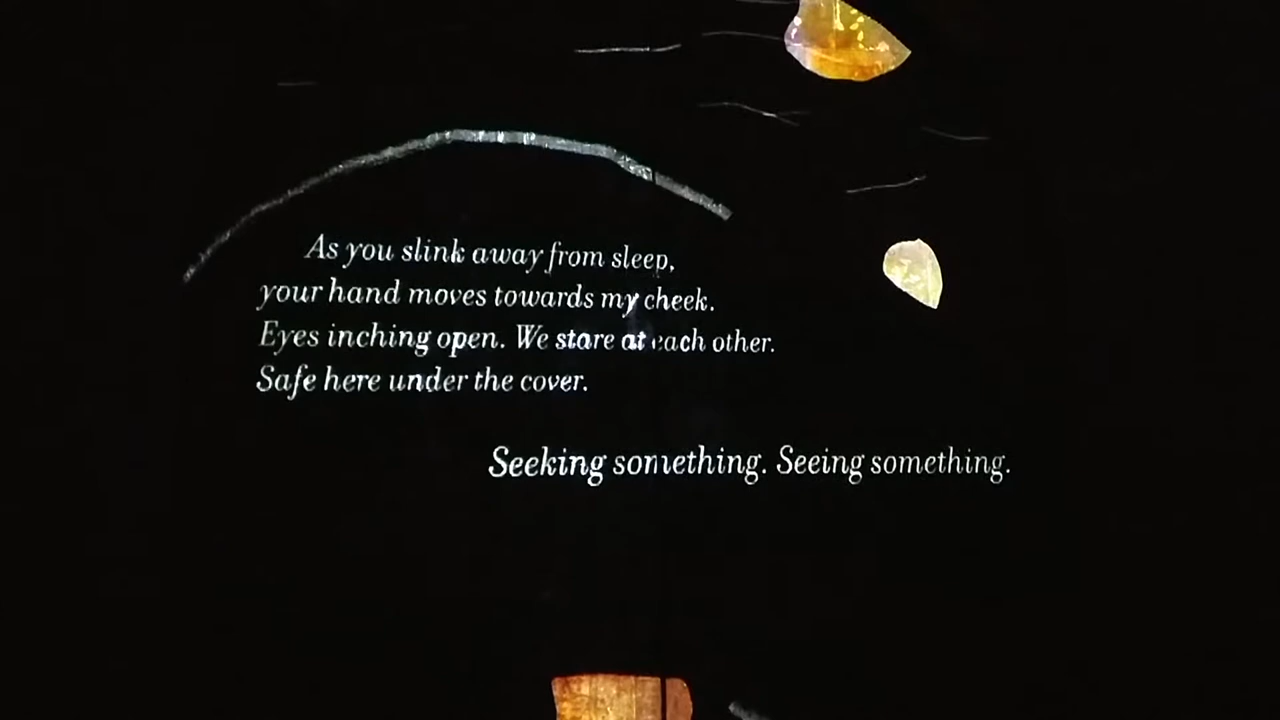 As you slink away from sleep,
your hand moves towards my cheek.
Eyes inching open. We stare at each other.
Safe here under the cover.
Seeking something. Seeing something.